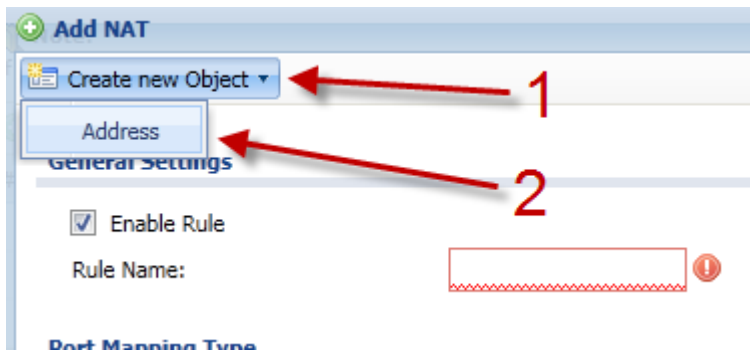 Add NAT
Create new Object 1
Address
General Settings 2
Enable Rule
Rule Name:
Port Mapping Type